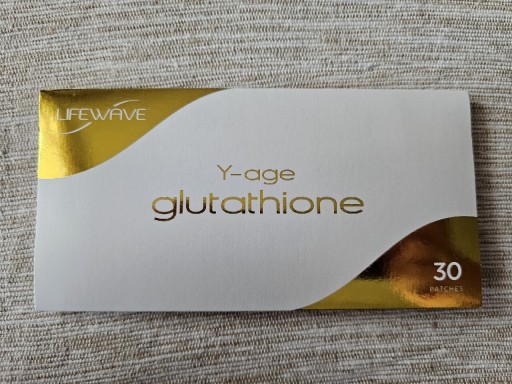 LIFEWAVE
Y-age
glutathione
30
PATCHES